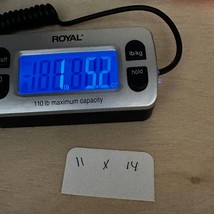 ROYAL
lb/kg
hold
110 lb maximum capacity
11 x 14